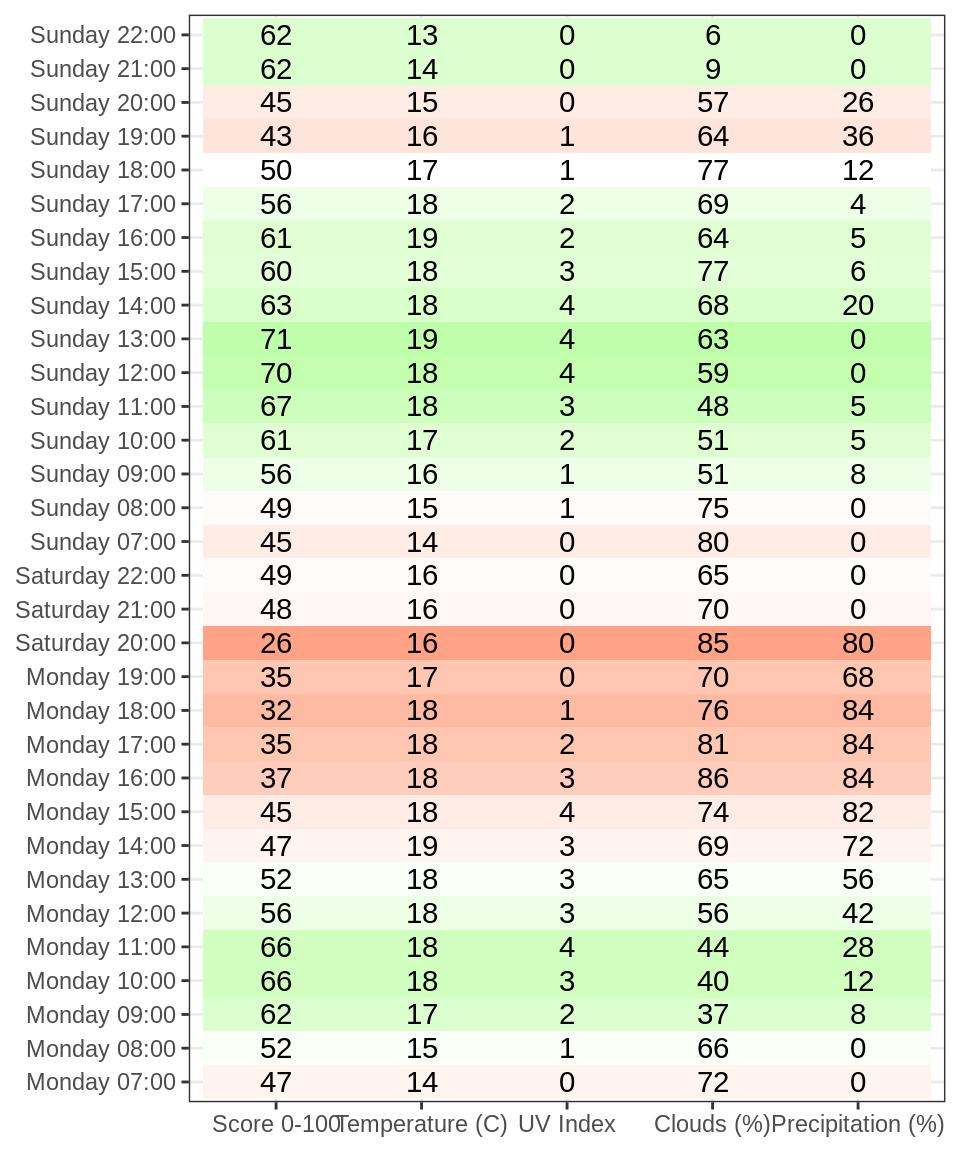 Sunday 22:00 62 13 0 6 0
Sunday 21:00 62 14 0 9 0
Sunday 20:00 45 15 0 57 26
Sunday 19:00 43 16 1 64 36
Sunday 18:00 50 17 1 77 12
Sunday 17:00 56 18 2 69 4
Sunday 16:00 61 19 2 64 5
Sunday 15:00 60 18 3 77 6
Sunday 14:00 63 18 4 68 20
Sunday 13:00 71 19 4 63 0
Sunday 12:00 70 18 4 59 0
Sunday 11:00 67 18 3 48 5
Sunday 10:00 61 17 2 51 5
Sunday 09:00 56 16 1 51 8
Sunday 08:00 49 15 1 75 0
Sunday 07:00 45 14 0 80 0
Saturday 22:00 49 16 0 65 0
Saturday 21:00 48 16 0 70 0
Saturday 20:00 26 16 0 85 80
Monday 19:00 35 17 0 70 68
Monday 18:00 32 18 1 76 84
Monday 17:00 35 18 2 81 84
Monday 16:00 37 18 3 86 84
Monday 15:00 45 18 4 74 82
Monday 14:00 47 19 3 69 72
Monday 13:00 52 18 3 65 56
Monday 12:00 56 18 3 56 42
Monday 11:00 66 18 4 44 28
Monday 10:00 66 18 3 40 12
Monday 09:00 62 17 2 37 8
Monday 08:00 52 15 1 66 0
Monday 07:00 47 14 0 72 0
Score 0-100 Temperature (C) UV Index Clouds (%) Precipitation (%)